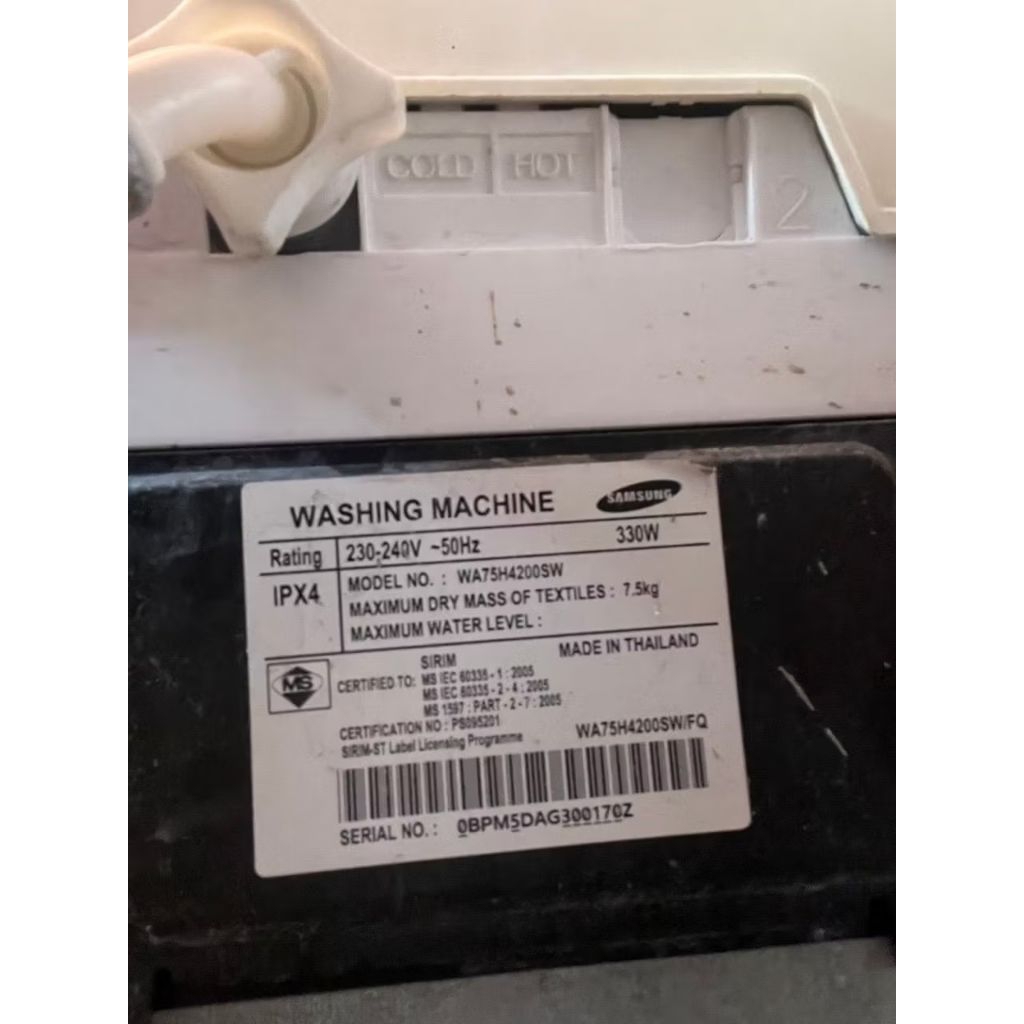 COLD HOT
2
WASHING MACHINE SAMSUNG
Rating 230-240V ~50Hz 330W
IPX4 MODEL NO. : WA75H4200SW
MAXIMUM DRY MASS OF TEXTILES : 7.5kg
MAXIMUM WATER LEVEL :
MADE IN THAILAND
MS
SIRIM
CERTIFIED TO: MS IEC 60335 - 1 : 2005
MS IEC 60335 - 2 - 4 : 2005
MS 1597 : PART - 2 - 7 : 2005
CERTIFICATION NO : PS095201
SIRIM-ST Label Licensing Programme
WA75H4200SW/FQ
SERIAL NO. : 0BPM5DAG300170Z